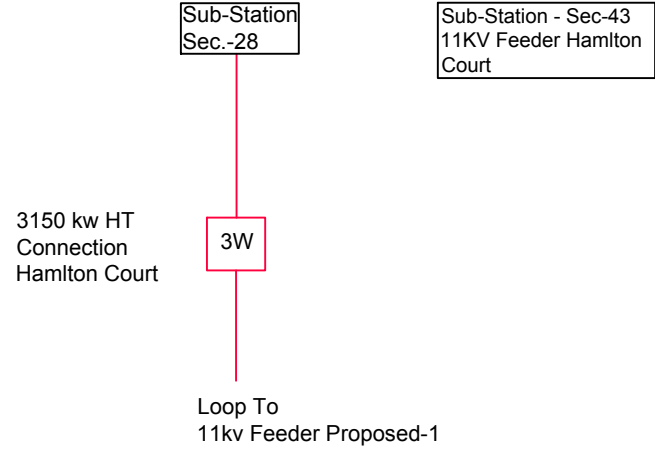 Sub-Station
Sec.-28
Sub-Station - Sec-43
11KV Feeder Hamlton
Court
3150 kw HT
Connection
Hamlton Court
3W
Loop To
11kv Feeder Proposed-1